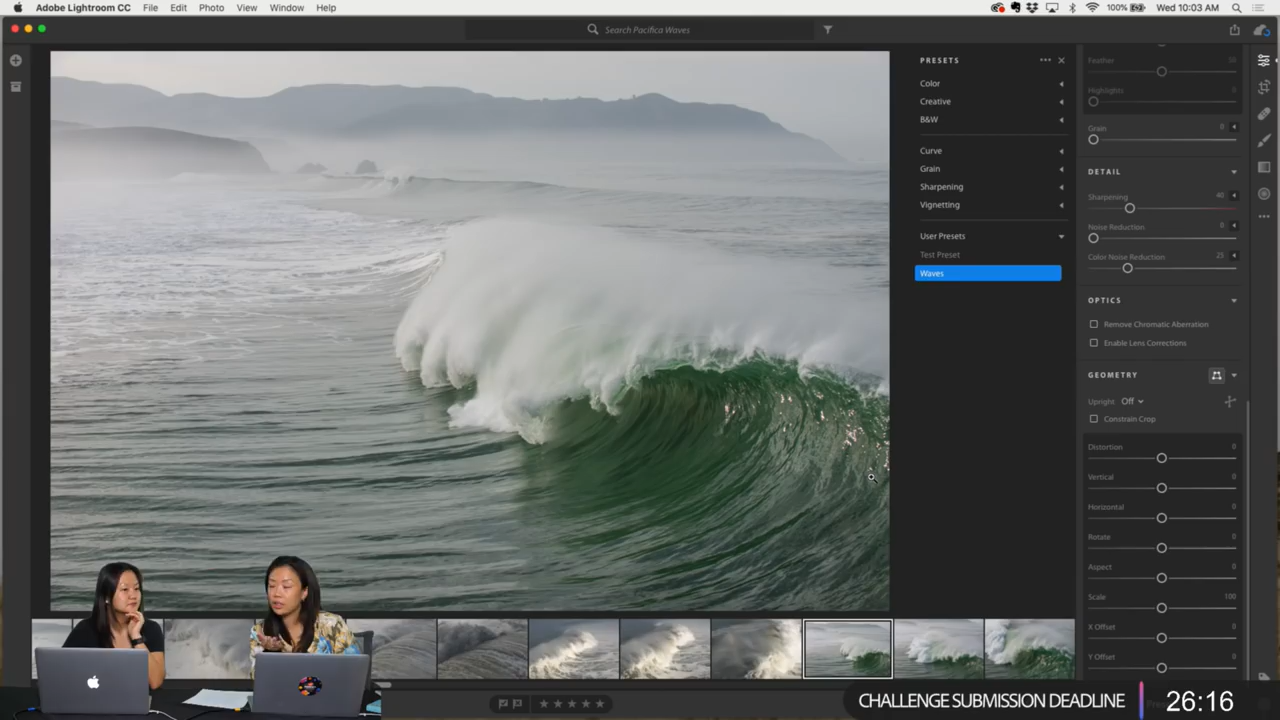 Adobe Lightroom CC File Edit Photo View Window Help
100% Wed 10:03 AM
Search Pacifica Waves
PRESETS
Color
Creative
B&W
Curve
Grain
Sharpening
Vignetting
User Presets
Test Preset
Waves
Feather 50
Highlights 0
Grain 0
DETAIL
Sharpening 40
Noise Reduction 0
Color Noise Reduction 25
OPTICS
Remove Chromatic Aberration
Enable Lens Corrections
GEOMETRY
Upright Off
Constrain Crop
Distortion 0
Vertical 0
Horizontal 0
Rotate 0
Aspect 0
Scale 100
X Offset 0
Y Offset 0
CHALLENGE SUBMISSION DEADLINE 26:16